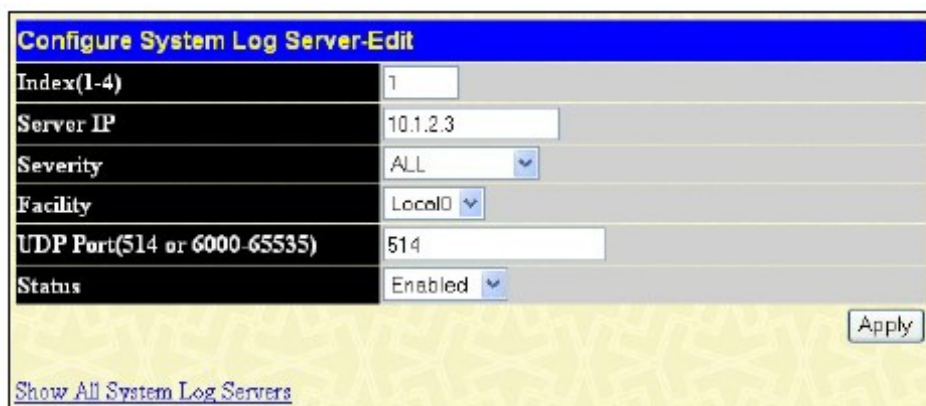 Configure System Log Server-Edit
Index(1-4) 1
Server IP 10.1.2.3
Severity ALL
Facility Local0
UDP Port(514 or 6000-65535) 514
Status Enabled
Apply
Show All System Log Servers